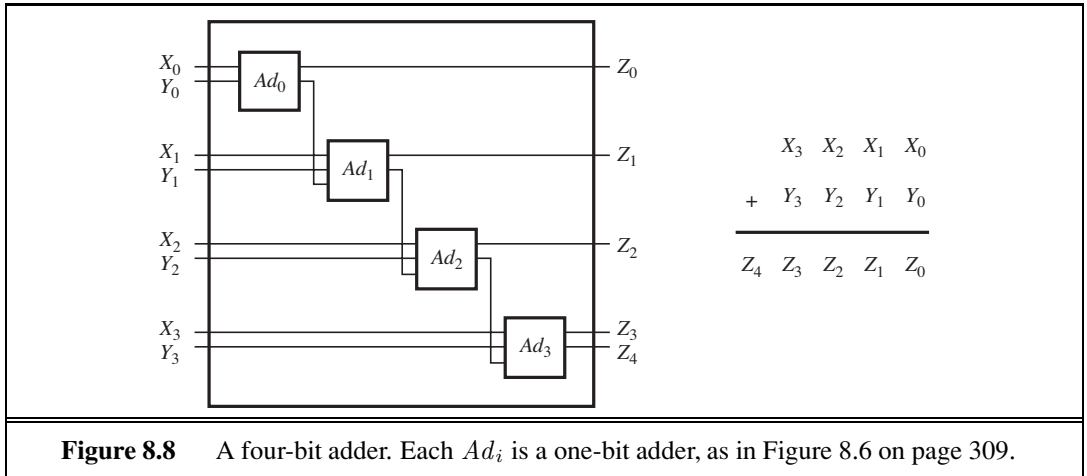 X0
Y0
Ad0
Z0
X1
Y1
Ad1
Z1
X2
Y2
Ad2
Z2
X3
Y3
Ad3
Z3
Z4
X3 X2 X1 X0
+ Y3 Y2 Y1 Y0
Z4 Z3 Z2 Z1 Z0
Figure 8.8 A four-bit adder. Each Adi is a one-bit adder, as in Figure 8.6 on page 309.